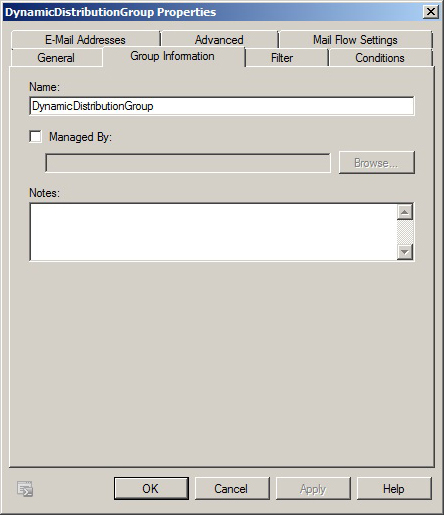 DynamicDistributionGroup Properties
E-Mail Addresses Advanced Mail Flow Settings
General Group Information Filter Conditions
Name:
DynamicDistributionGroup
Managed By:
Browse...
Notes:
OK Cancel Apply Help